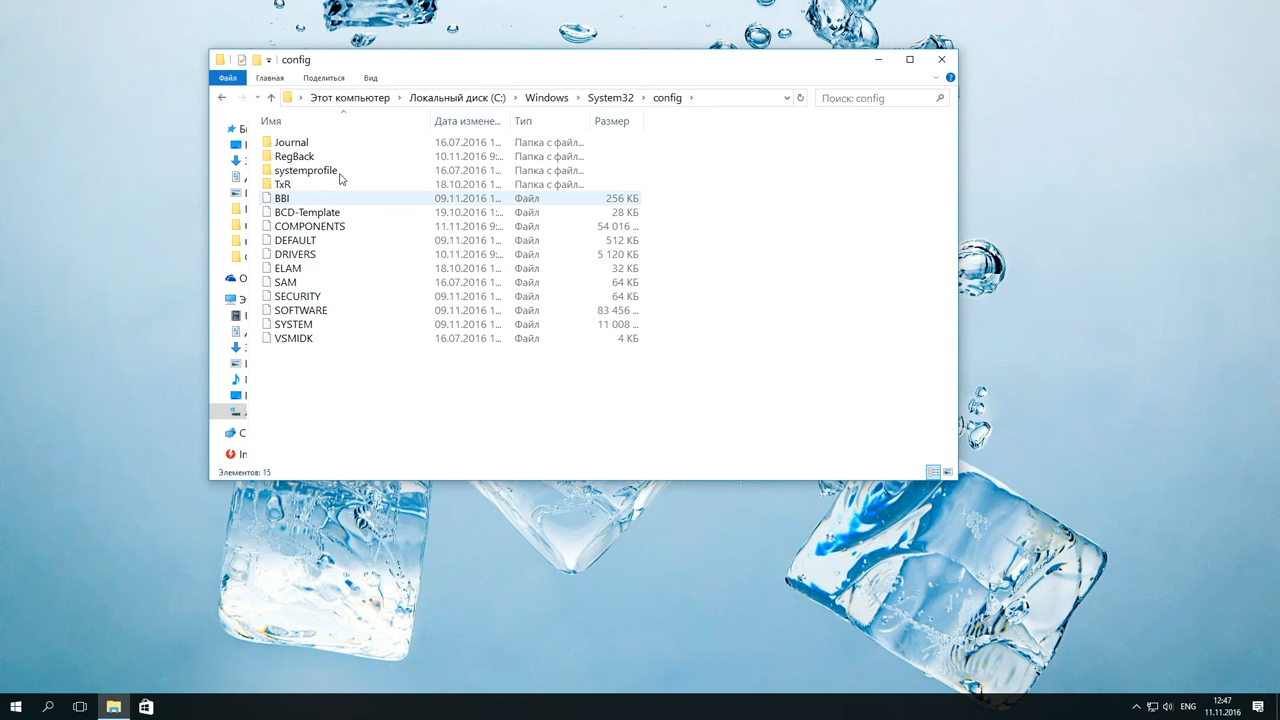 config
Файл Главная Поделиться Вид
Этот компьютер Локальный диск (C:) Windows System32 config Поиск: config
Имя Дата измене... Тип Размер
Journal 16.07.2016 1... Папка с файл...
RegBack 10.11.2016 9:... Папка с файл...
systemprofile 16.07.2016 1... Папка с файл...
TxR 18.10.2016 1... Папка с файл...
BBI 09.11.2016 1... Файл 256 КБ
BCD-Template 19.10.2016 1:... Файл 28 КБ
COMPONENTS 11.11.2016 9:... Файл 54 016 ...
DEFAULT 09.11.2016 1... Файл 512 КБ
DRIVERS 10.11.2016 9:... Файл 5 120 КБ
ELAM 18.10.2016 1... Файл 32 КБ
SAM 16.07.2016 1... Файл 64 КБ
SECURITY 09.11.2016 1... Файл 64 КБ
SOFTWARE 09.11.2016 1... Файл 83 456 ...
SYSTEM 09.11.2016 1... Файл 11 008 ...
VSMIDK 16.07.2016 1... Файл 4 КБ
Элементов: 15
ENG
12:47
11.11.2016